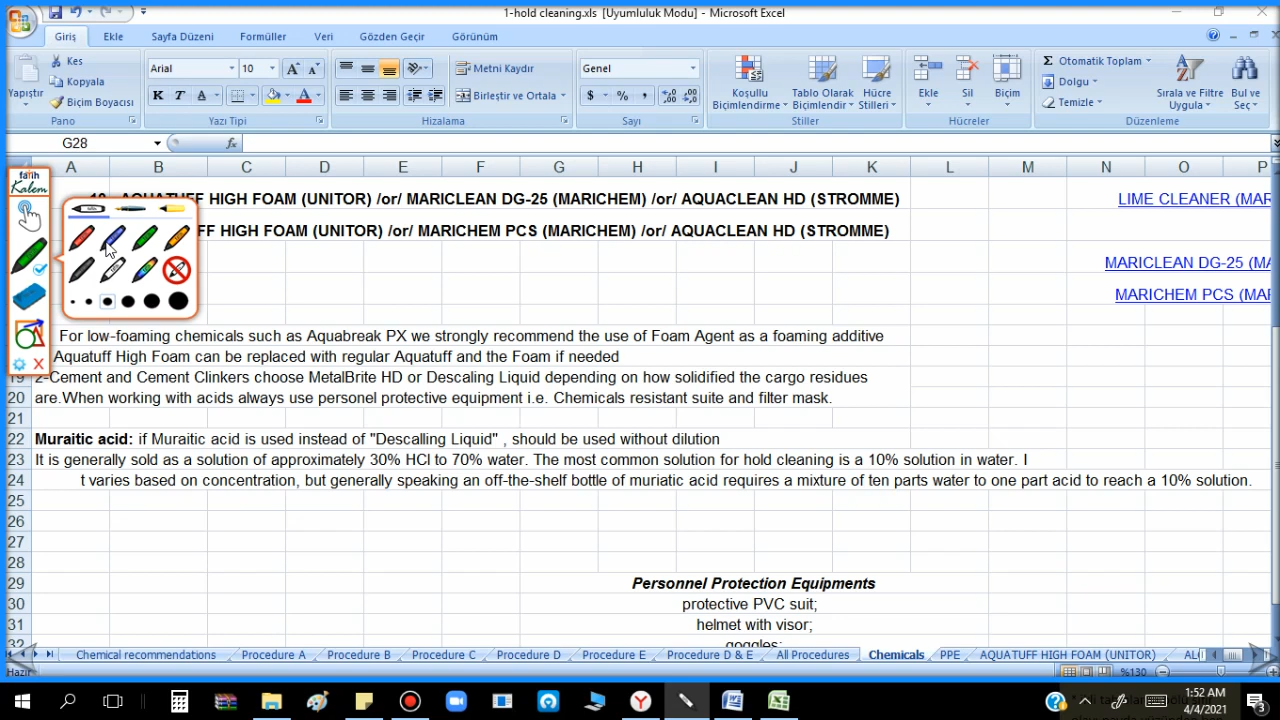 1-hold cleaning.xls [Uyumluluk Modu] - Microsoft Excel
Giriş Ekle Sayfa Düzeni Formüller Veri Gözden Geçir Görünüm
Yapıştır Kes Kopyala Biçim Boyacısı
Arial 10 A A
K T A
Metni Kaydır
Birleştir ve Ortala
Genel
$ % ,
Koşullu Biçimlendirme Tablo Olarak Biçimlendir Hücre Stilleri
Ekle Sil Biçim
Σ Otomatik Toplam
Dolgu
Temizle
Sırala ve Filtre Uygula Bul ve Seç
Pano Yazı Tipi Hizalama Sayı Stiller Hücreler Düzenleme
G28 fx
A B C D E F G H I J K L M N O P
fatih Kalem
AQUATUFF HIGH FOAM (UNITOR) /or/ MARICLEAN DG-25 (MARICHEM) /or/ AQUACLEAN HD (STROMME) LIME CLEANER (MAR
FF HIGH FOAM (UNITOR) /or/ MARICHEM PCS (MARICHEM) /or/ AQUACLEAN HD (STROMME)
MARICLEAN DG-25 (MA
MARICHEM PCS (MA
For low-foaming chemicals such as Aquabreak PX we strongly recommend the use of Foam Agent as a foaming additive
Aquatuff High Foam can be replaced with regular Aquatuff and the Foam if needed
19 2-Cement and Cement Clinkers choose MetalBrite HD or Descaling Liquid depending on how solidified the cargo residues
20 are.When working with acids always use personel protective equipment i.e. Chemicals resistant suite and filter mask.
21
22 Muraitic acid: if Muraitic acid is used instead of "Descalling Liquid" , should be used without dilution
23 It is generally sold as a solution of approximately 30% HCl to 70% water. The most common solution for hold cleaning is a 10% solution in water. I
24 t varies based on concentration, but generally speaking an off-the-shelf bottle of muriatic acid requires a mixture of ten parts water to one part acid to reach a 10% solution.
25
26
27
28
29 Personnel Protection Equipments
30 protective PVC suit;
31 helmet with visor;
32 goggles;
Chemical recommendations Procedure A Procedure B Procedure C Procedure D Procedure E Procedure D & E All Procedures Chemicals PPE AQUATUFF HIGH FOAM (UNITOR)
Hazır %130
1:52 AM
4/4/2021
3